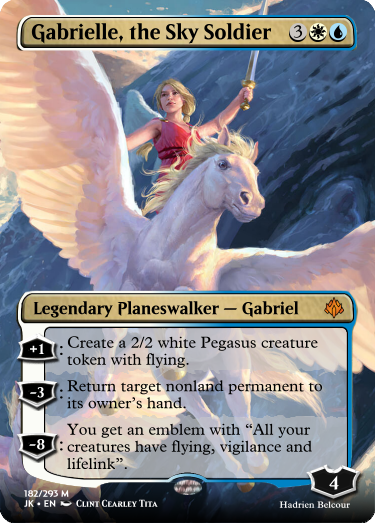 Gabrielle, the Sky Soldier 3
Legendary Planeswalker — Gabriel
+1: Create a 2/2 white Pegasus creature
token with flying.
-3: Return target nonland permanent to
its owner's hand.
-8: You get an emblem with “All your
creatures have flying, vigilance and
lifelink”.
4
182/293 M
JK • EN Clint Cearley Tita
Hadrien Belcour